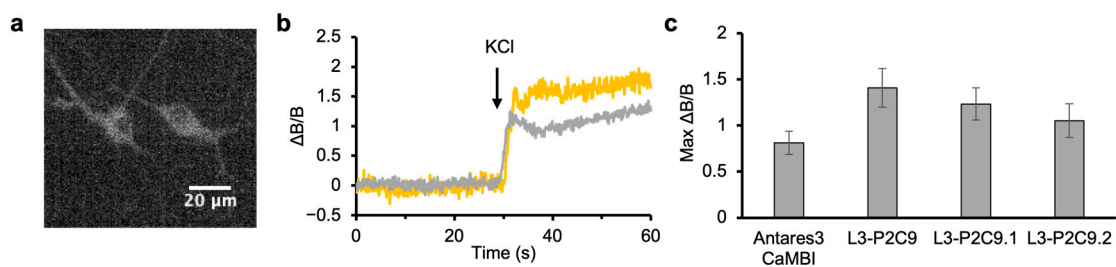 a
20 μm
b
ΔB/B
2.5
2
1.5
1
0.5
0
−0.5
KCl
0
20
40
60
Time (s)
c
Max ΔB/B
2
1.5
1
0.5
0
Antares3
CaMBI
L3-P2C9
L3-P2C9.1
L3-P2C9.2